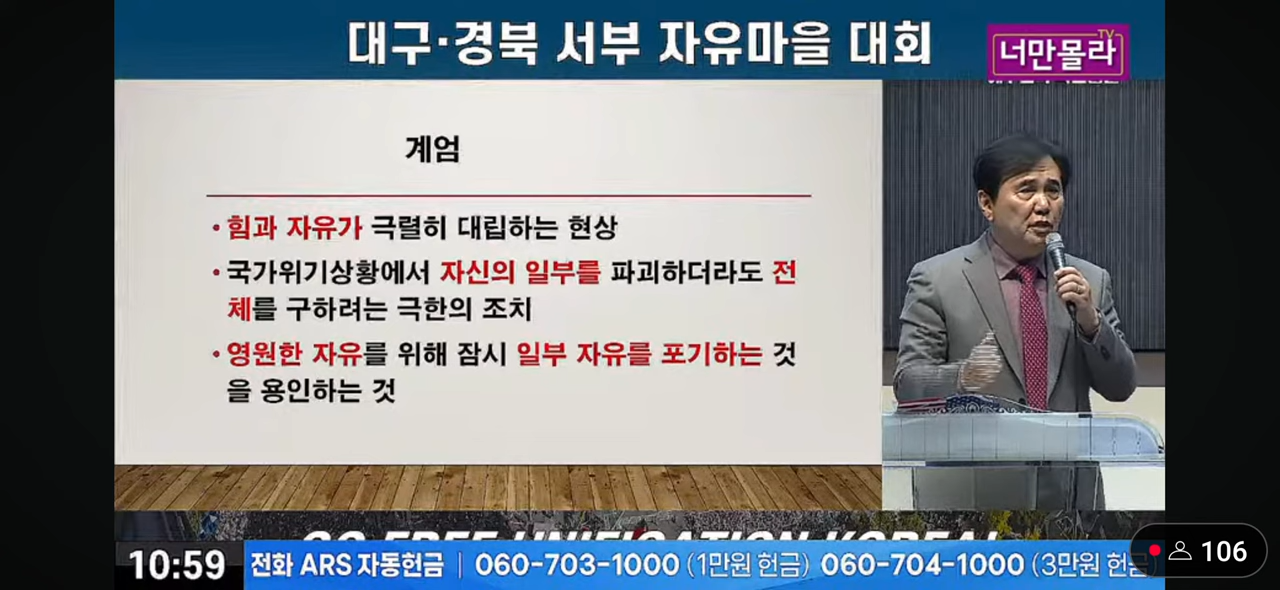 대구·경북 서부 자유마을 대회
너만몰라
TV
계엄
• 힘과 자유가 극렬히 대립하는 현상
• 국가위기상황에서 자신의 일부를 파괴하더라도 전
체를 구하려는 극한의 조치
• 영원한 자유를 위해 잠시 일부 자유를 포기하는 것
을 용인하는 것
GO FREE UNIFICATION KOREA!
10:59
전화 ARS 자동헌금 | 060-703-1000 (1만원 헌금) 060-704-1000 (3만원 헌금)
106